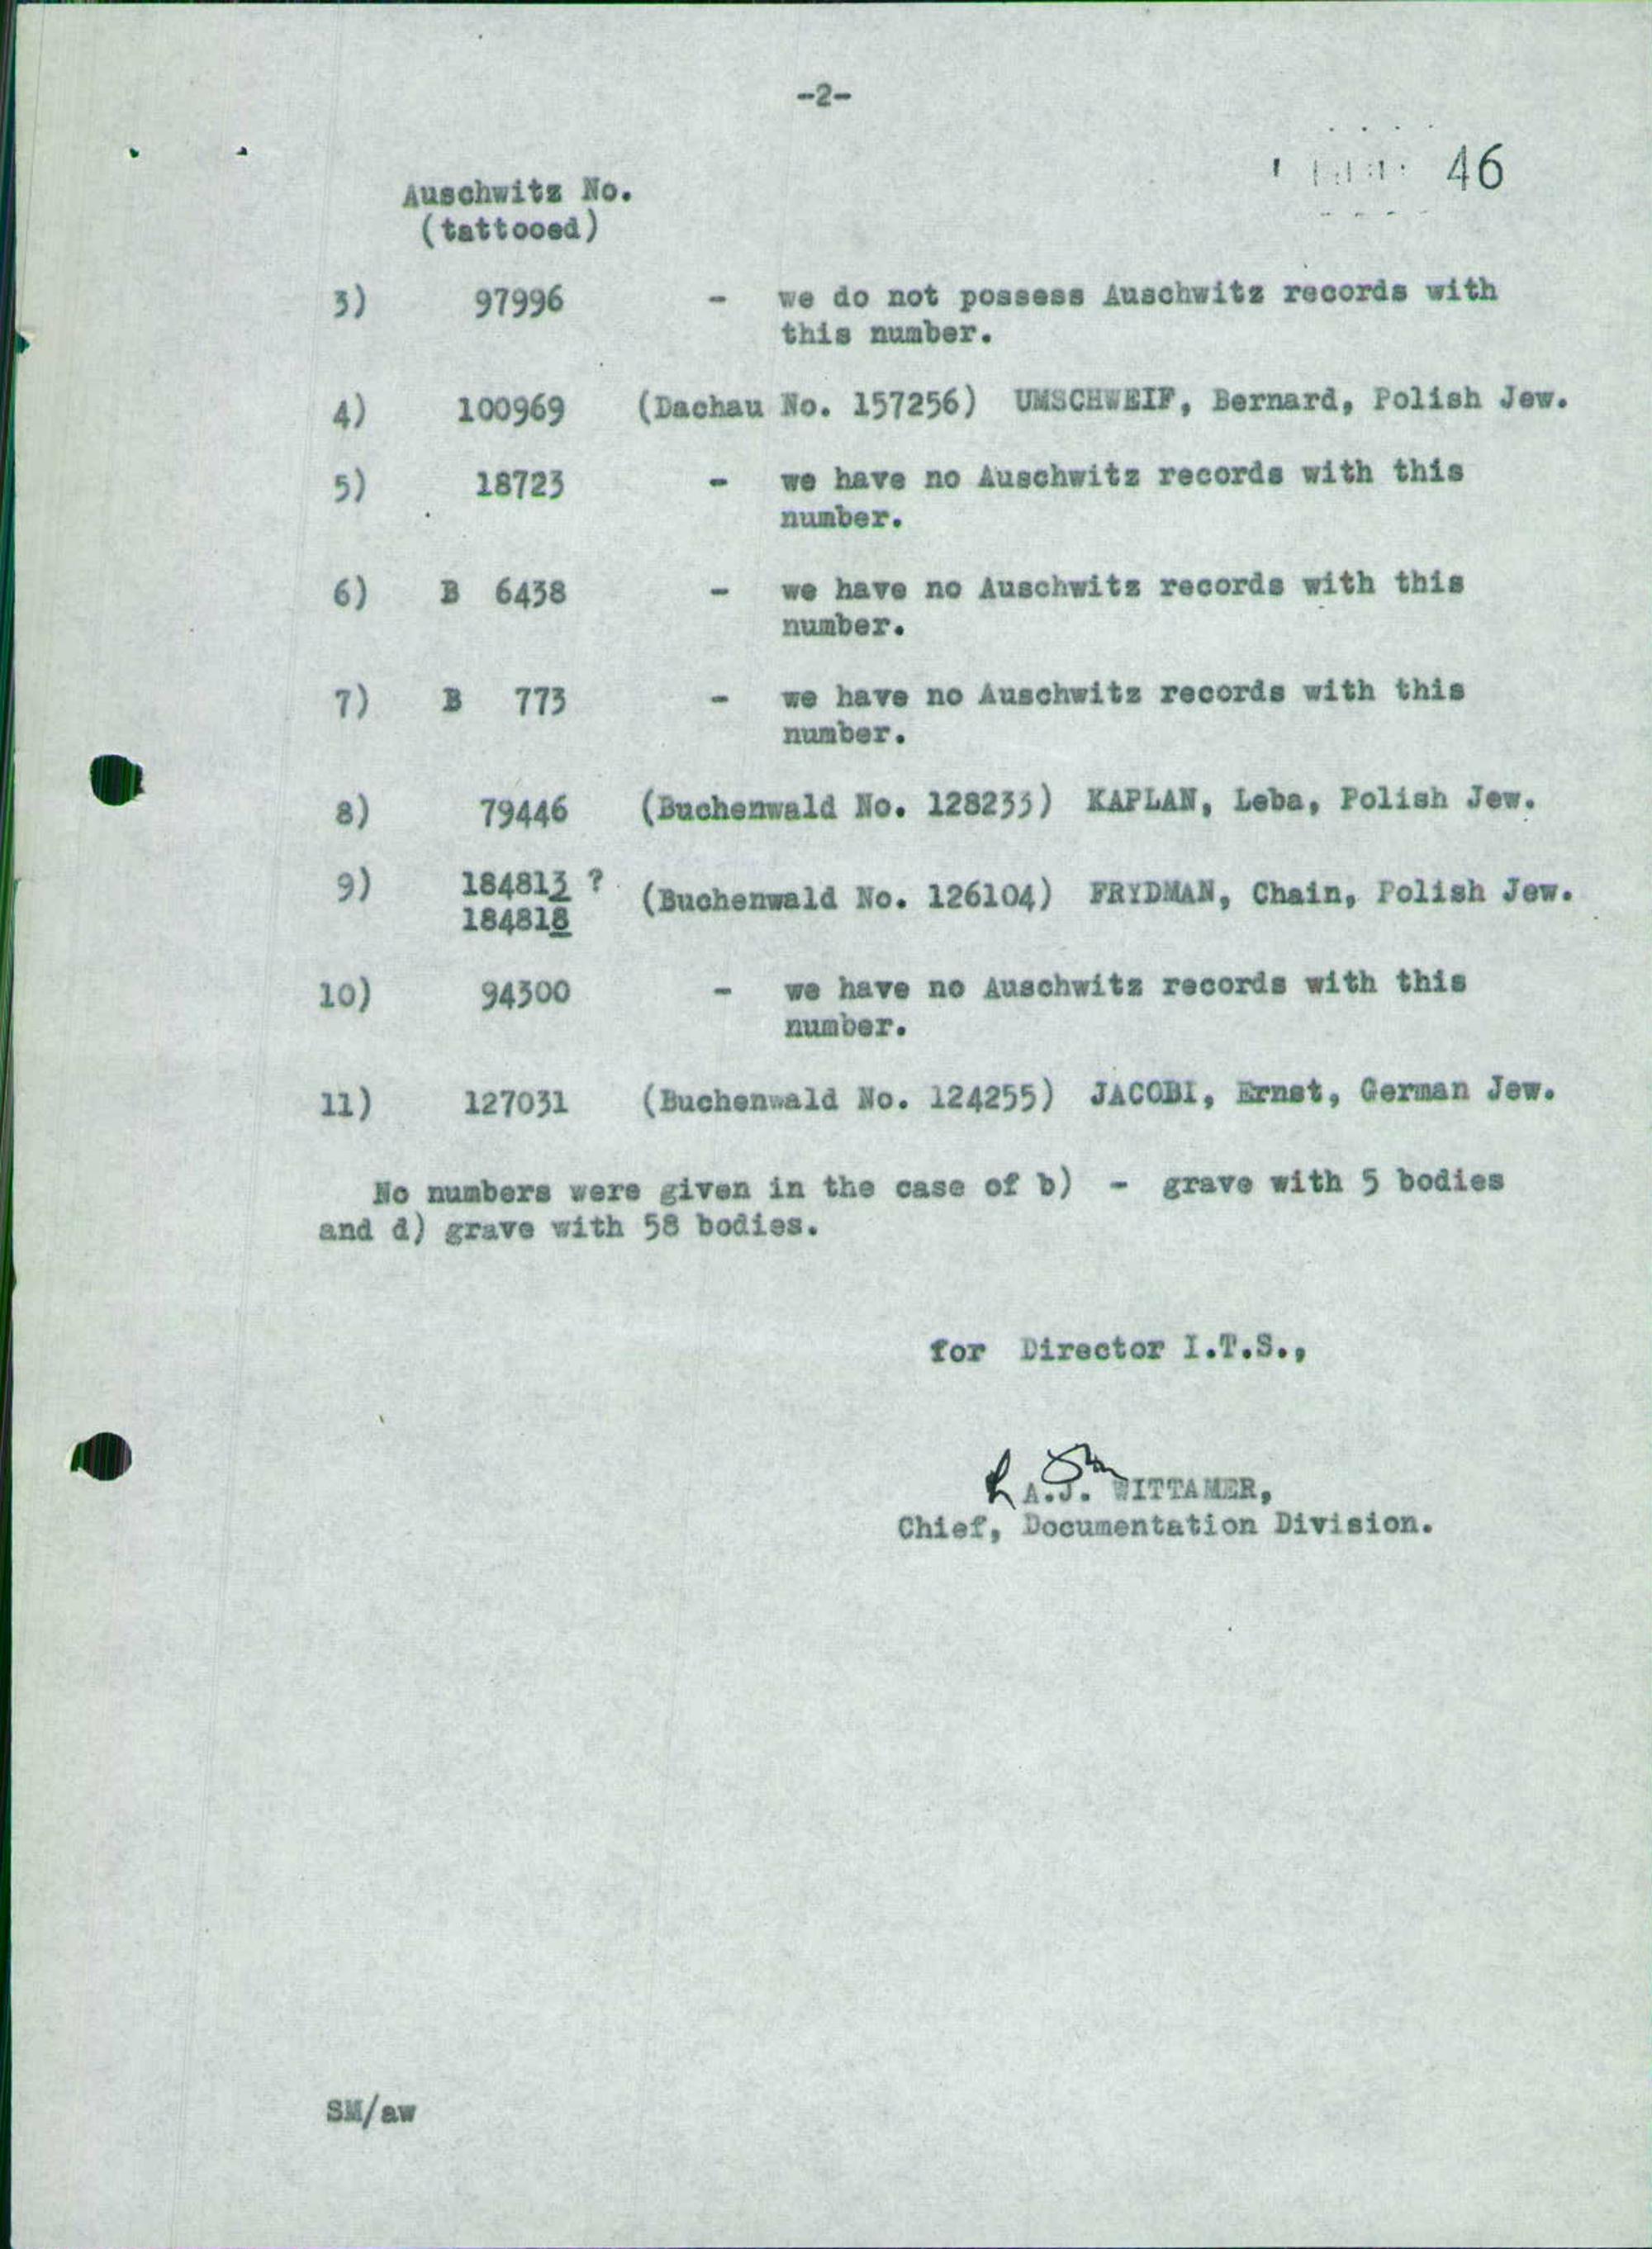 -2-
46
Auschwitz No.
(tattooed)
3) 97996 - we do not possess Auschwitz records with
this number.
4) 100969 (Dachau No. 157256) UMSCHWEIF, Bernard, Polish Jew.
5) 18723 - we have no Auschwitz records with this
number.
6) B 6438 - we have no Auschwitz records with this
number.
7) B 773 - we have no Auschwitz records with this
number.
8) 79446 (Buchenwald No. 128233) KAPLAN, Leba, Polish Jew.
9) 184813 ? (Buchenwald No. 126104) FRYDMAN, Chain, Polish Jew.
184818
10) 94300 - we have no Auschwitz records with this
number.
11) 127031 (Buchenwald No. 124255) JACOBI, Ernst, German Jew.
No numbers were given in the case of b) - grave with 5 bodies
and d) grave with 58 bodies.
for Director I.T.S.,
A.J. WITTAMER,
Chief, Documentation Division.
SM/aw